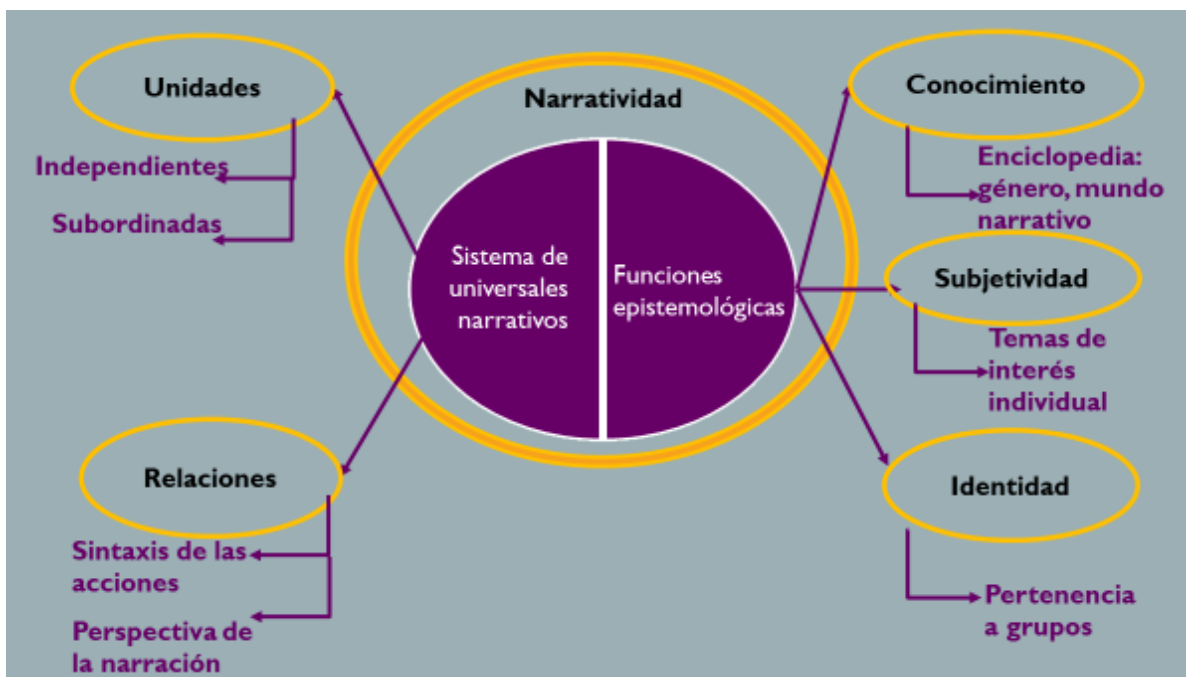 Unidades
Independientes
Subordinadas
Relaciones
Sintaxis de las
acciones
Perspectiva de
la narración
Narratividad
Sistema de
universales
narrativos
Funciones
epistemológicas
Conocimiento
Enciclopedia:
género, mundo
narrativo
Subjetividad
Temas de
interés
individual
Identidad
Pertenencia
a grupos